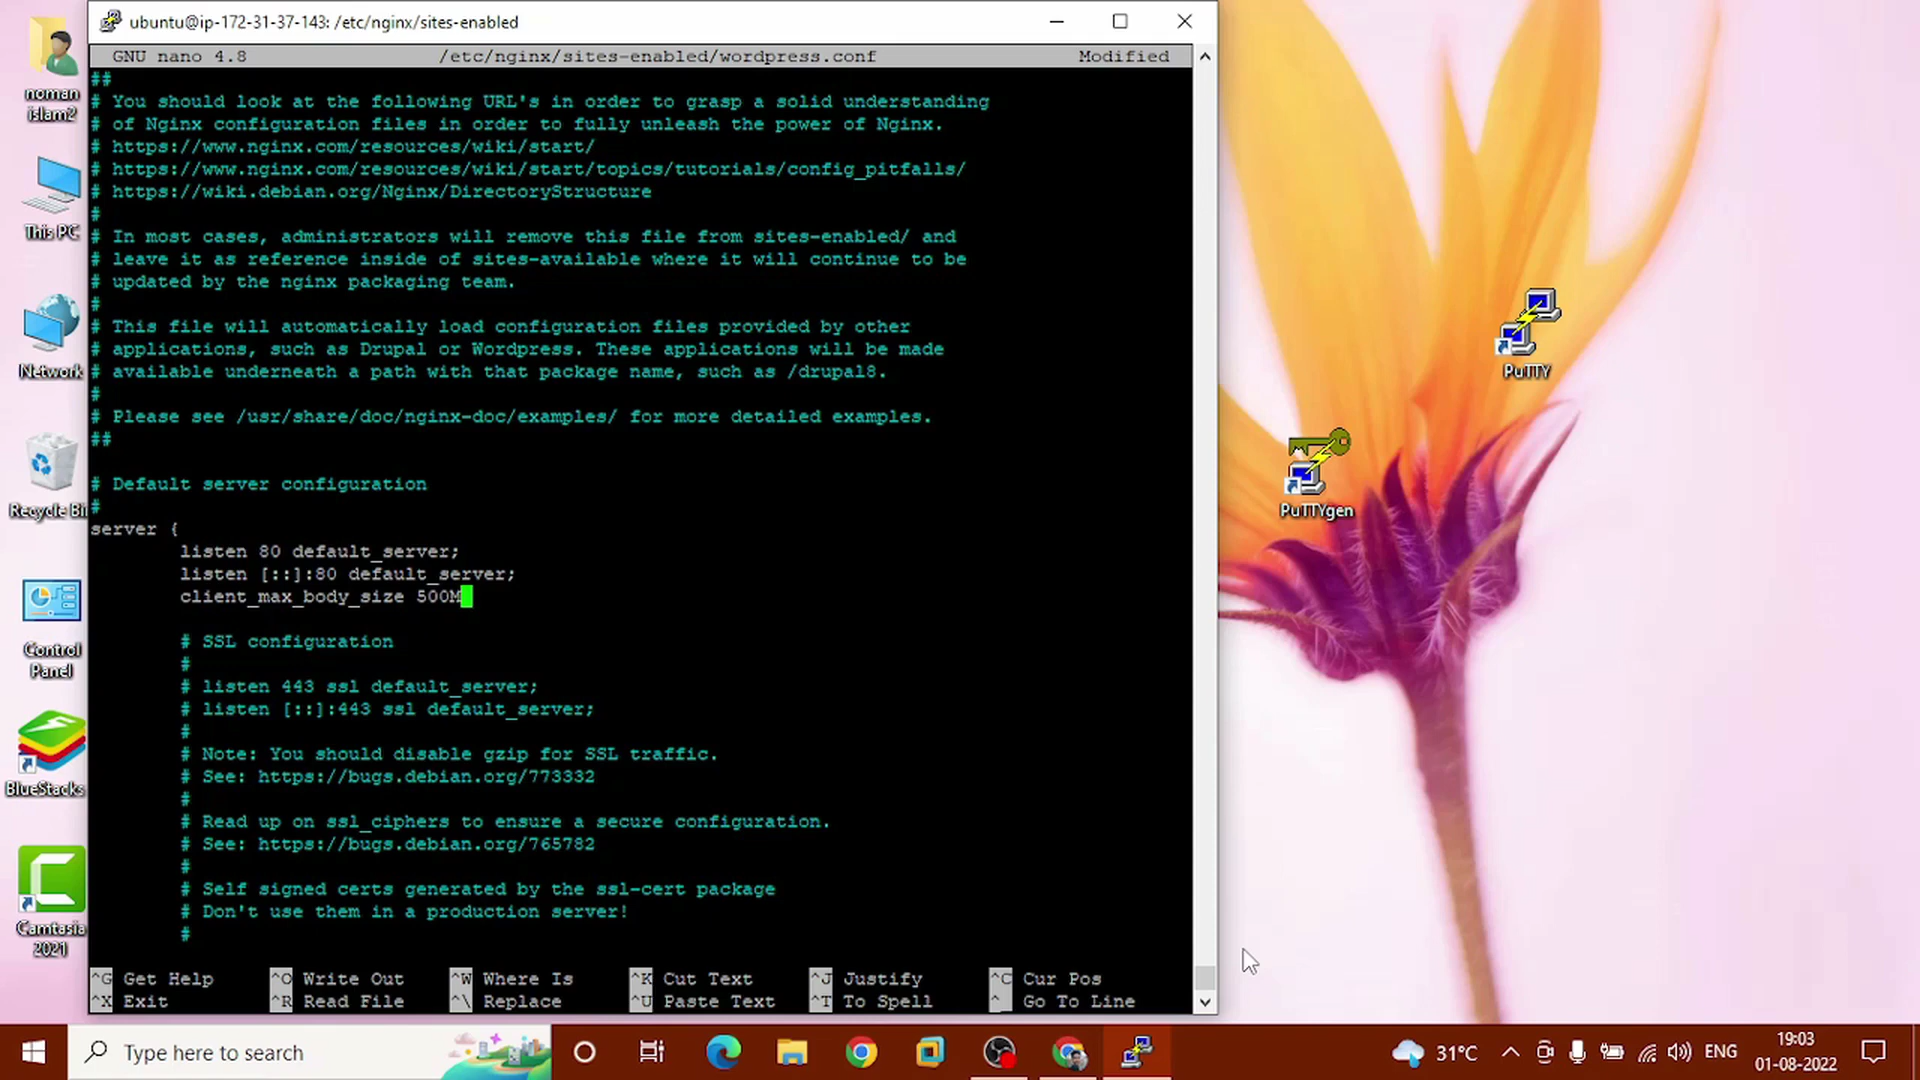 ubuntu@ip-172-31-37-143: /etc/nginx/sites-enabled
GNU nano 4.8 /etc/nginx/sites-enabled/wordpress.conf Modified
##
# You should look at the following URL's in order to grasp a solid understanding
# of Nginx configuration files in order to fully unleash the power of Nginx.
# https://www.nginx.com/resources/wiki/start/
# https://www.nginx.com/resources/wiki/start/topics/tutorials/config_pitfalls/
# https://wiki.debian.org/Nginx/DirectoryStructure
#
# In most cases, administrators will remove this file from sites-enabled/ and
# leave it as reference inside of sites-available where it will continue to be
# updated by the nginx packaging team.
#
# This file will automatically load configuration files provided by other
# applications, such as Drupal or Wordpress. These applications will be made
# available underneath a path with that package name, such as /drupal8.
#
# Please see /usr/share/doc/nginx-doc/examples/ for more detailed examples.
##
# Default server configuration
#
server {
listen 80 default_server;
listen [::]:80 default_server;
client_max_body_size 500M
# SSL configuration
#
# listen 443 ssl default_server;
# listen [::]:443 ssl default_server;
#
# Note: You should disable gzip for SSL traffic.
# See: https://bugs.debian.org/773332
#
# Read up on ssl_ciphers to ensure a secure configuration.
# See: https://bugs.debian.org/765782
#
# Self signed certs generated by the ssl-cert package
# Don't use them in a production server!
#
^G Get Help ^O Write Out ^W Where Is ^K Cut Text ^J Justify ^C Cur Pos
^X Exit ^R Read File ^\ Replace ^U Paste Text ^T To Spell ^_ Go To Line
noman
islam2
This PC
Network
Recycle Bi
Control
Panel
BlueStacks
Camtasia
2021
PuTTY
PuTTYgen
Type here to search
31°C
ENG
19:03
01-08-2022